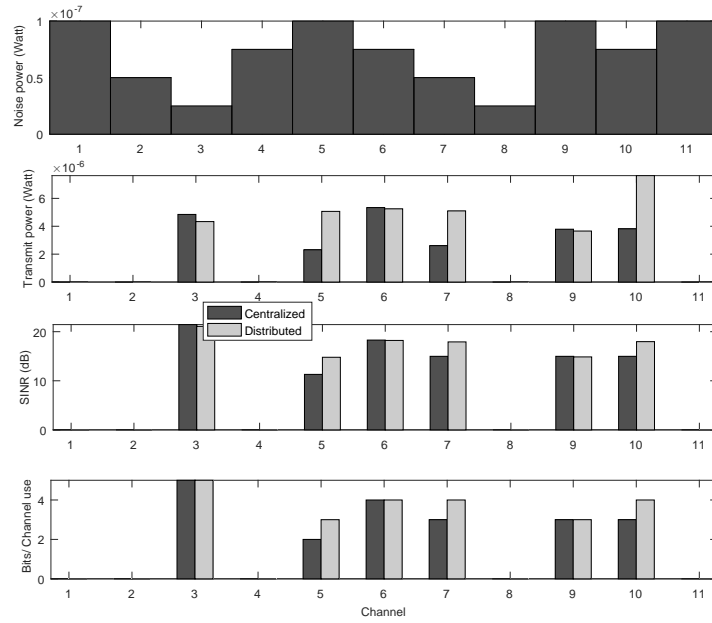 ×10⁻⁷
Noise power (Watt)
1
0.5
0
1 2 3 4 5 6 7 8 9 10 11
×10⁻⁶
Transmit power (Watt)
6
4
2
0
1 2 3 4 5 6 7 8 9 10 11
Centralized
Distributed
SINR (dB)
20
10
0
1 2 3 4 5 6 7 8 9 10 11
Bits/ Channel use
4
2
0
1 2 3 4 5 6 7 8 9 10 11
Channel